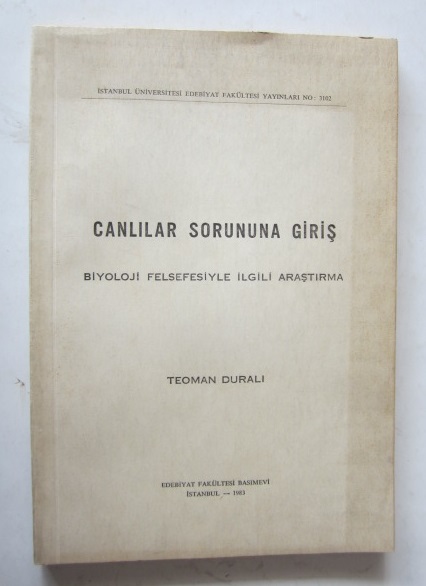 İSTANBUL ÜNİVERSİTESİ EDEBİYAT FAKÜLTESİ YAYINLARI NO: 3102
CANLILAR SORUNUNA GİRİŞ
BİYOLOJİ FELSEFESİYLE İLGİLİ ARAŞTIRMA
TEOMAN DURALI
EDEBİYAT FAKÜLTESİ BASIMEVİ
İSTANBUL — 1983